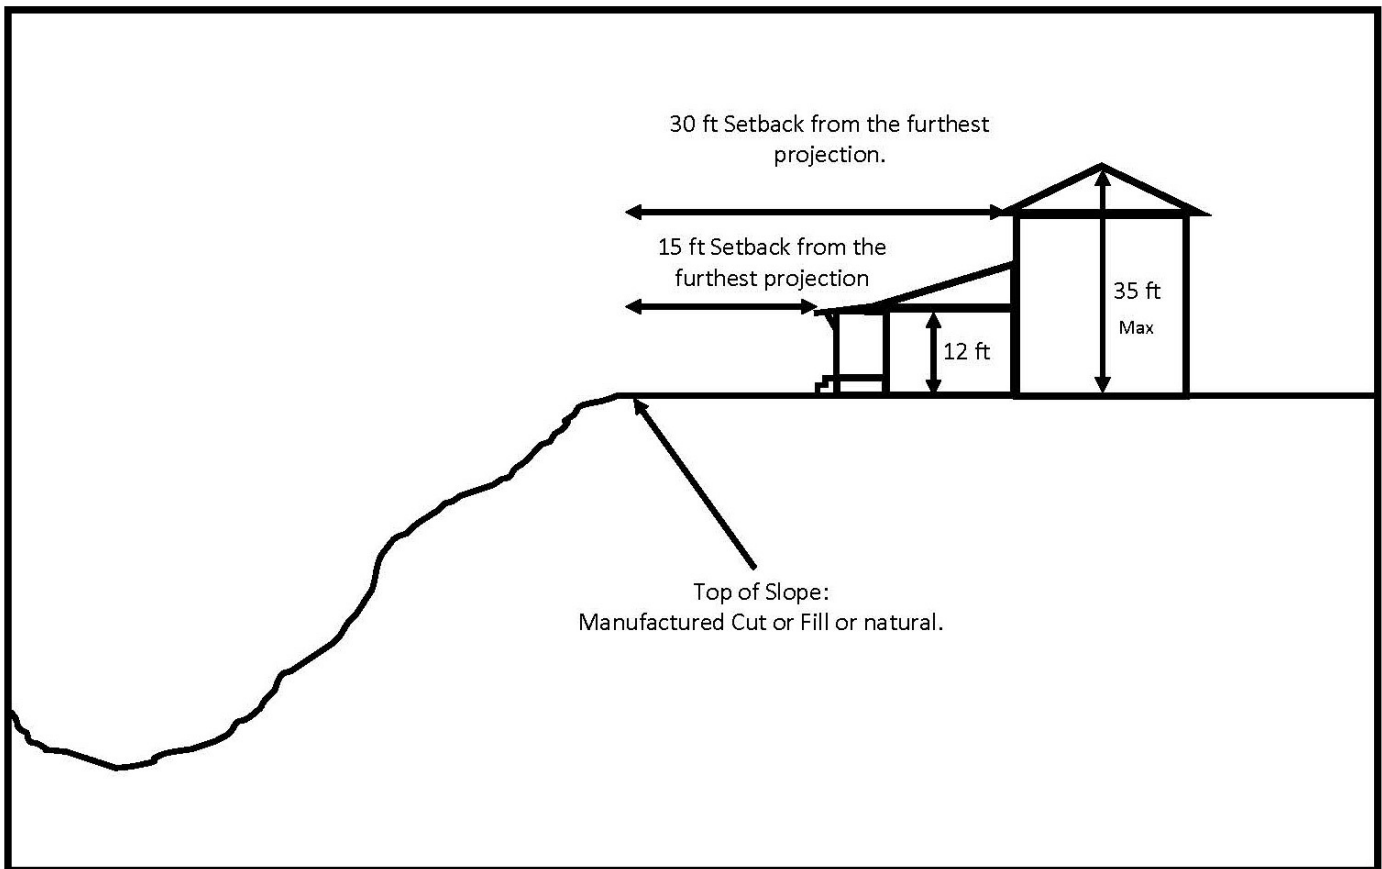 30 ft Setback from the furthest
projection.
15 ft Setback from the
furthest projection
35 ft
Max
12 ft
Top of Slope:
Manufactured Cut or Fill or natural.